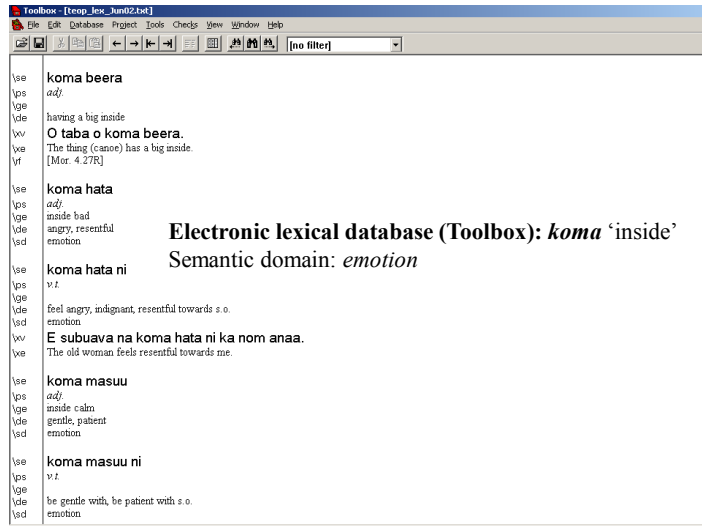 Toolbox - [teop_lex_Jun02.txt]
File Edit Database Project Tools Checks View Window Help
[no filter]
\se koma beera
\ps adj.
\ge
\de having a big inside
\xv O taba o koma beera.
\xe The thing (canoe) has a big inside.
\rf [Mor. 4.27R]
\se koma hata
\ps adj.
\ge inside bad
\de angry, resentful
\sd emotion
Electronic lexical database (Toolbox): koma ‘inside’
Semantic domain: emotion
\se koma hata ni
\ps v.t.
\ge
\de feel angry, indignant, resentful towards s.o.
\sd emotion
\xv E subuava na koma hata ni ka nom anaa.
\xe The old woman feels resentful towards me.
\se koma masuu
\ps adj.
\ge inside calm
\de gentle, patient
\sd emotion
\se koma masuu ni
\ps v.t.
\ge
\de be gentle with, be patient with s.o.
\sd emotion